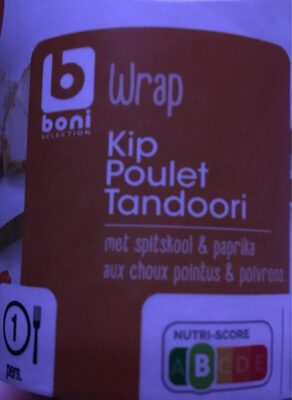 boni
SELECTION
Wrap
Kip
Poulet
Tandoori
met spitskool & paprika
aux choux pointus & poivrons
1
pers.
NUTRI-SCORE
A B C D E